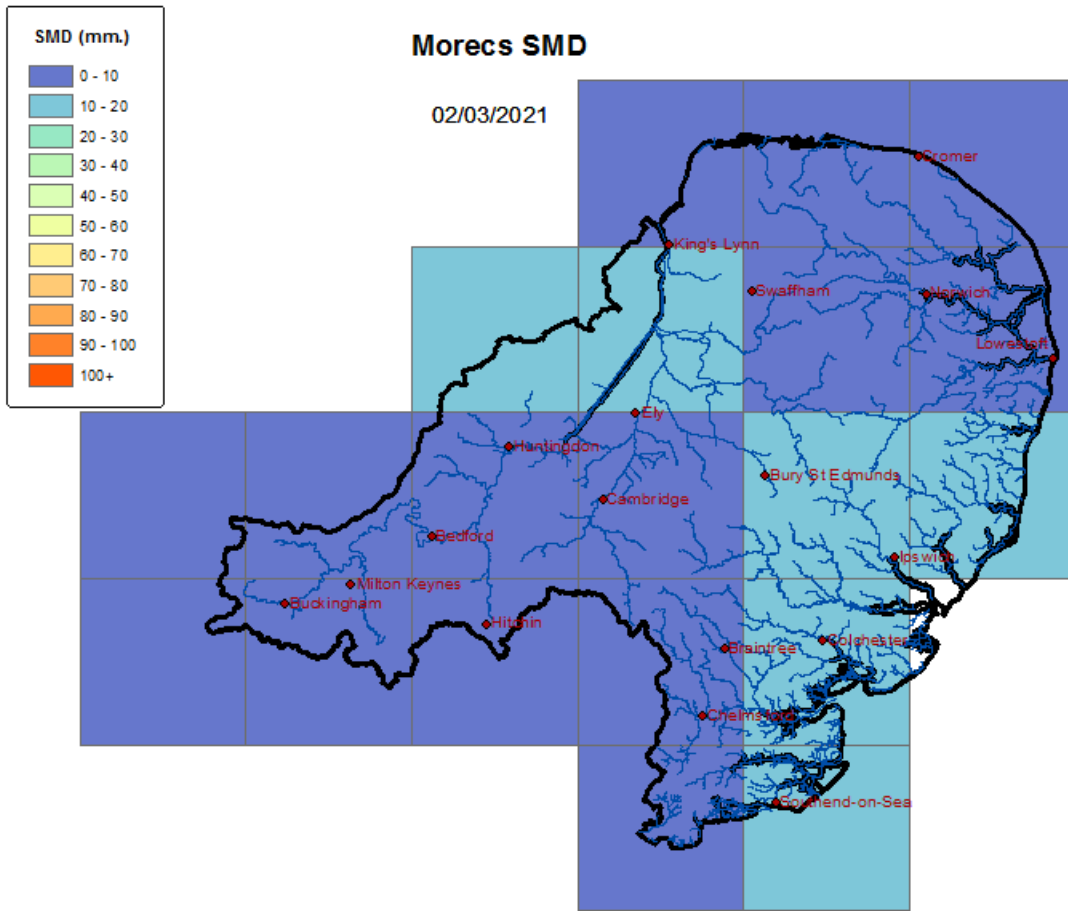 SMD (mm.)
0 - 10
10 - 20
20 - 30
30 - 40
40 - 50
50 - 60
60 - 70
70 - 80
80 - 90
90 - 100
100+
Morecs SMD
02/03/2021
Cromer
King's Lynn
Swaffham
Norwich
Lowestoft
Ely
Huntingdon
Bury St Edmunds
Cambridge
Bedford
Ipswich
Milton Keynes
Buckingham
Hitchin
Colchester
Braintree
Chelmsford
Southend-on-Sea